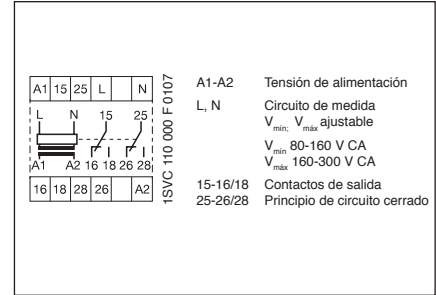 A1 15 25 L N
L N 15 25
A1 A2 16 18 26 28
16 18 28 26 A2
1SVC 110 000 F 0107
A1-A2 Tensión de alimentación
L, N Circuito de medida
Vmín; Vmáx ajustable
Vmín 80-160 V CA
Vmáx 160-300 V CA
15-16/18 Contactos de salida
25-26/28 Principio de circuito cerrado